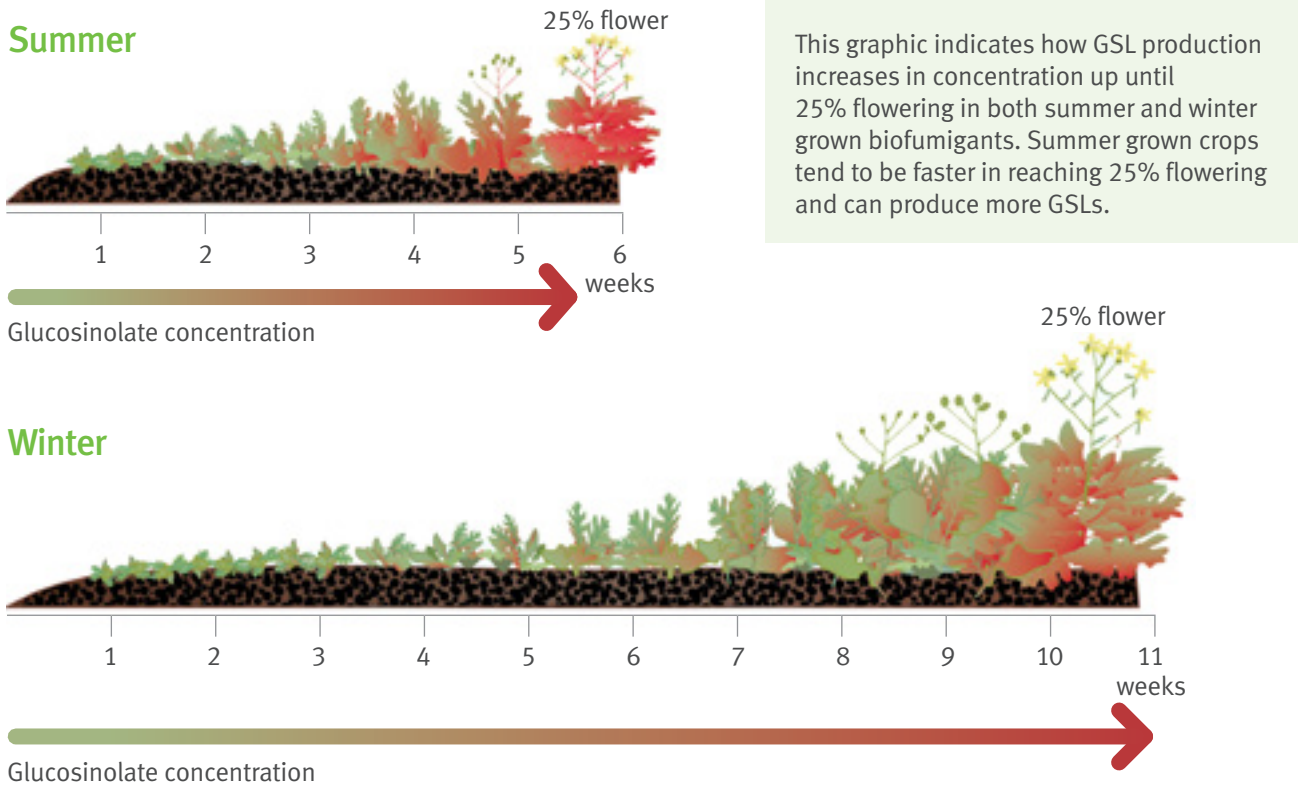 Summer
25% flower
This graphic indicates how GSL production
increases in concentration up until
25% flowering in both summer and winter
grown biofumigants. Summer grown crops
tend to be faster in reaching 25% flowering
and can produce more GSLs.
1 2 3 4 5 6
weeks
Glucosinolate concentration
25% flower
Winter
1 2 3 4 5 6 7 8 9 10 11
weeks
Glucosinolate concentration